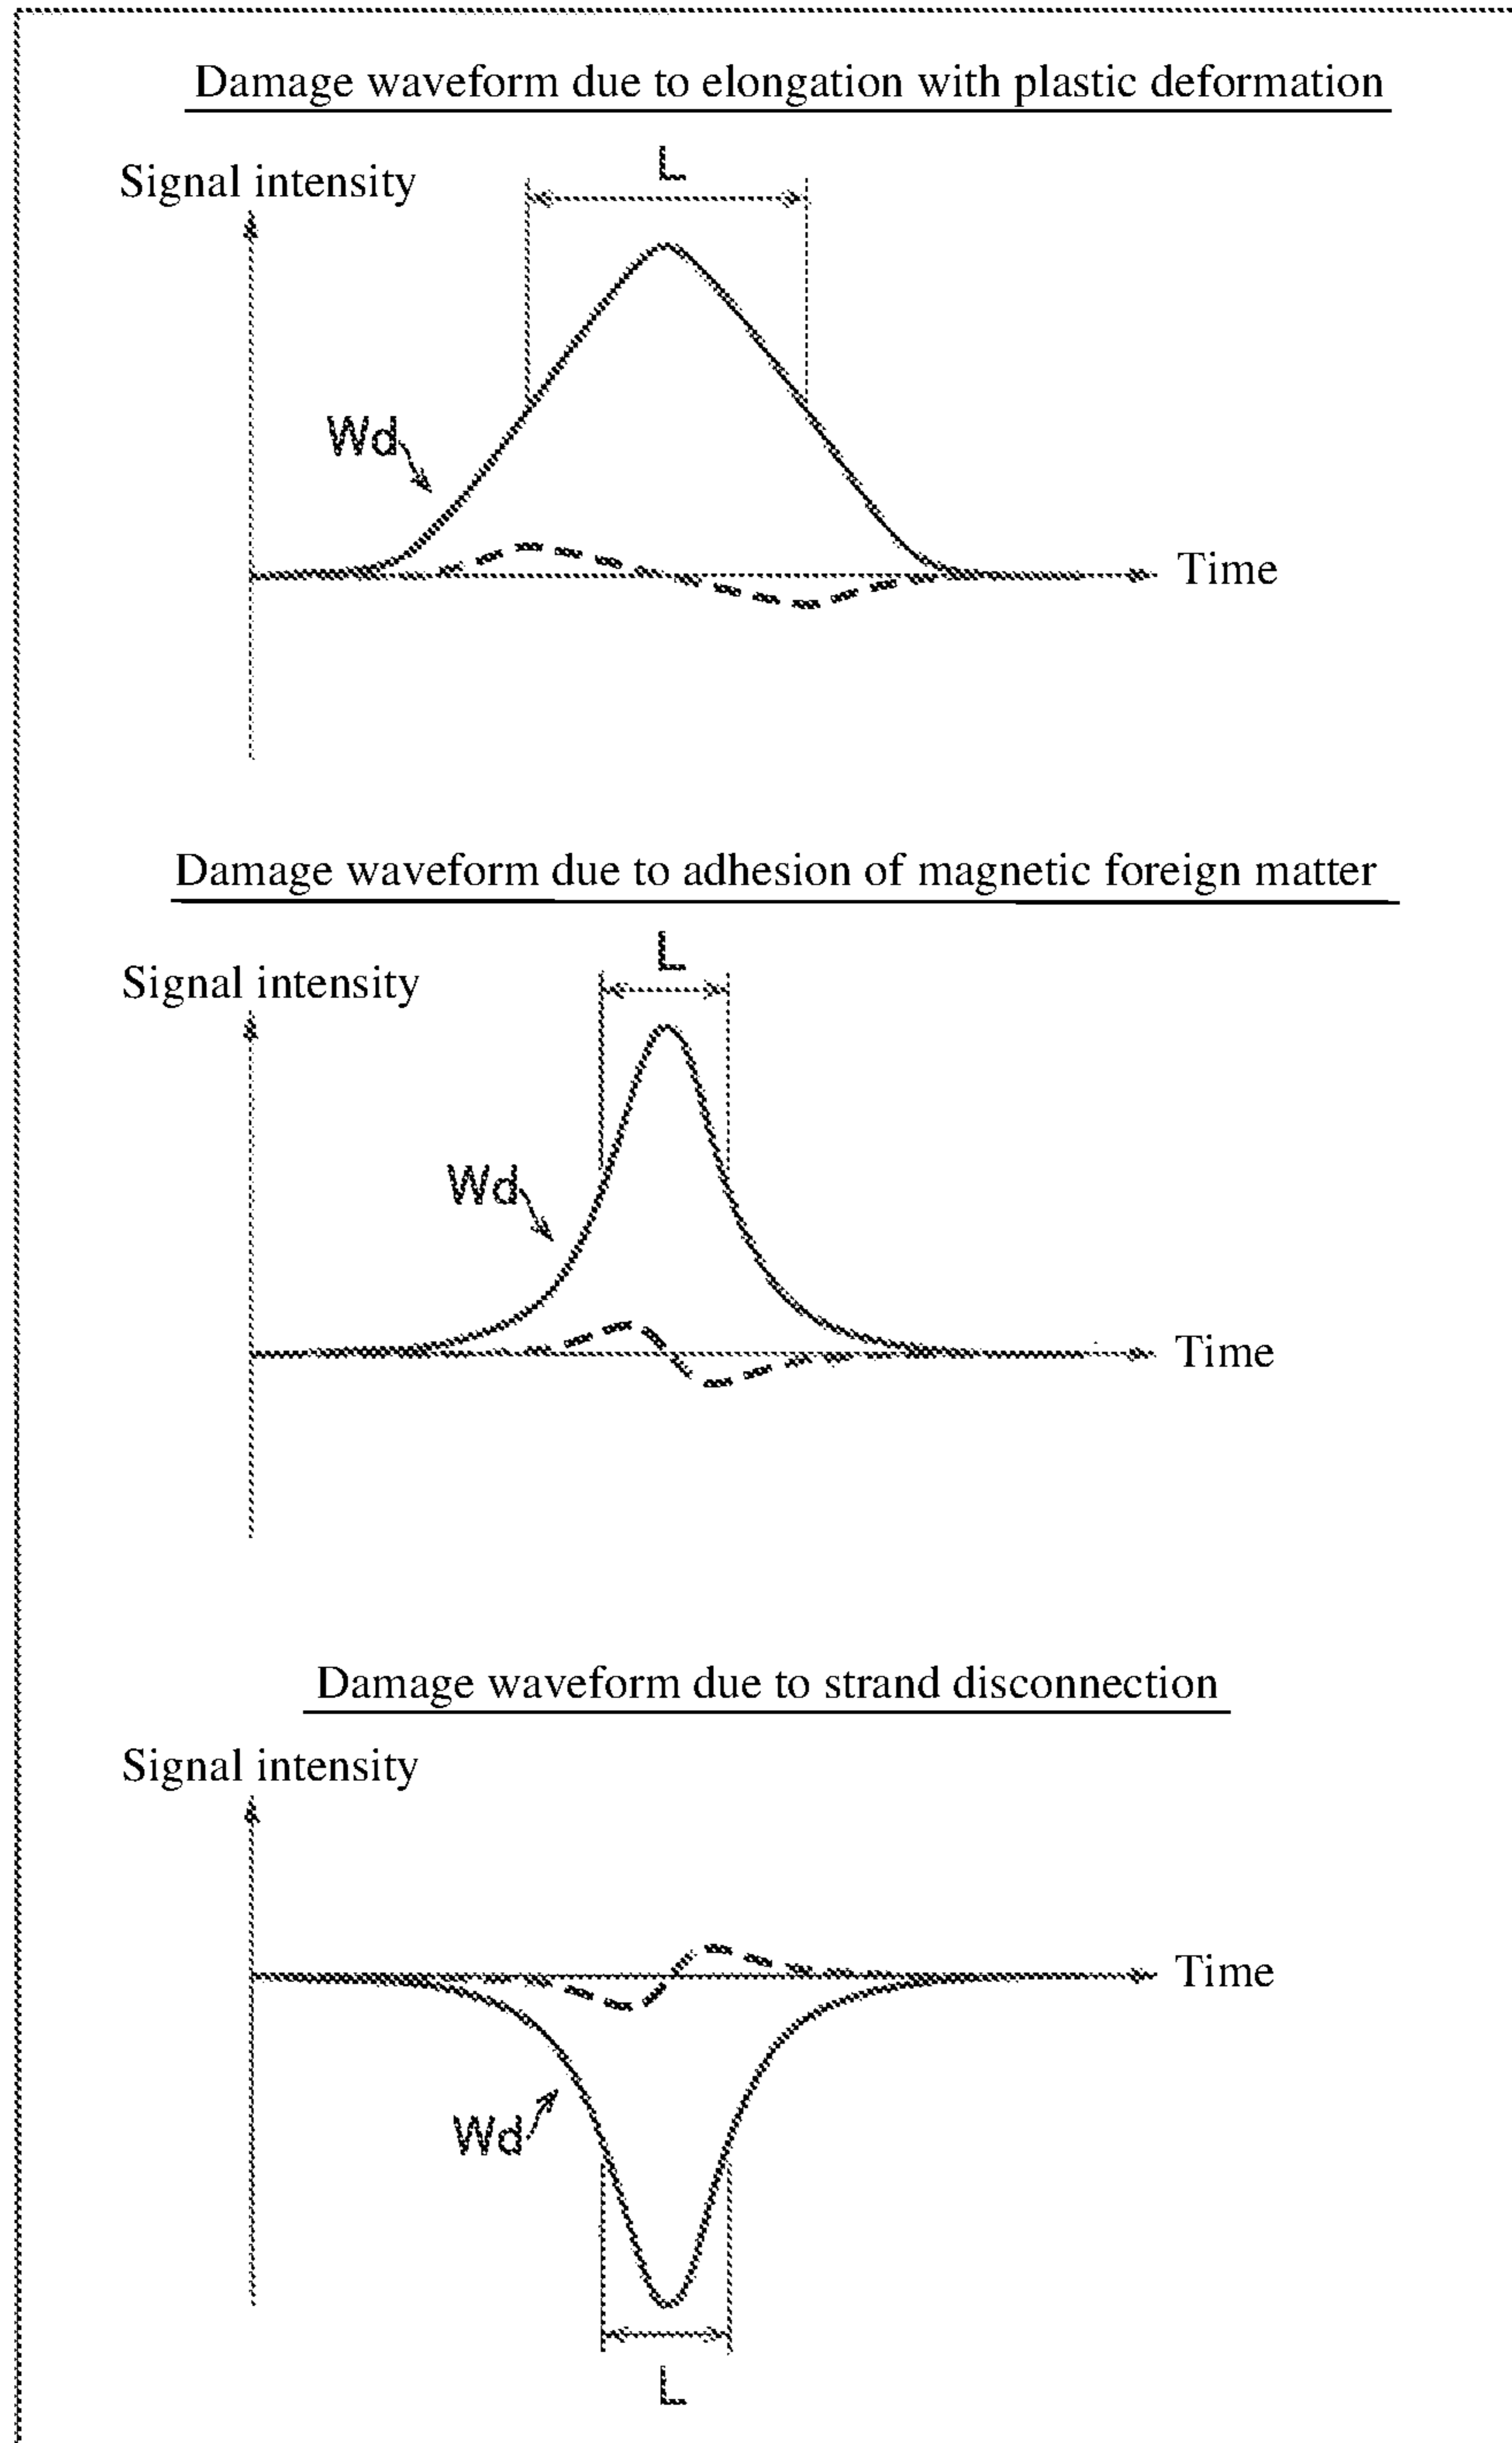 Damage waveform due to elongation with plastic deformation
L
Signal intensity
Wd
Time
Damage waveform due to adhesion of magnetic foreign matter
L
Signal intensity
Wd
Time
Damage waveform due to strand disconnection
Signal intensity
Time
Wd
L